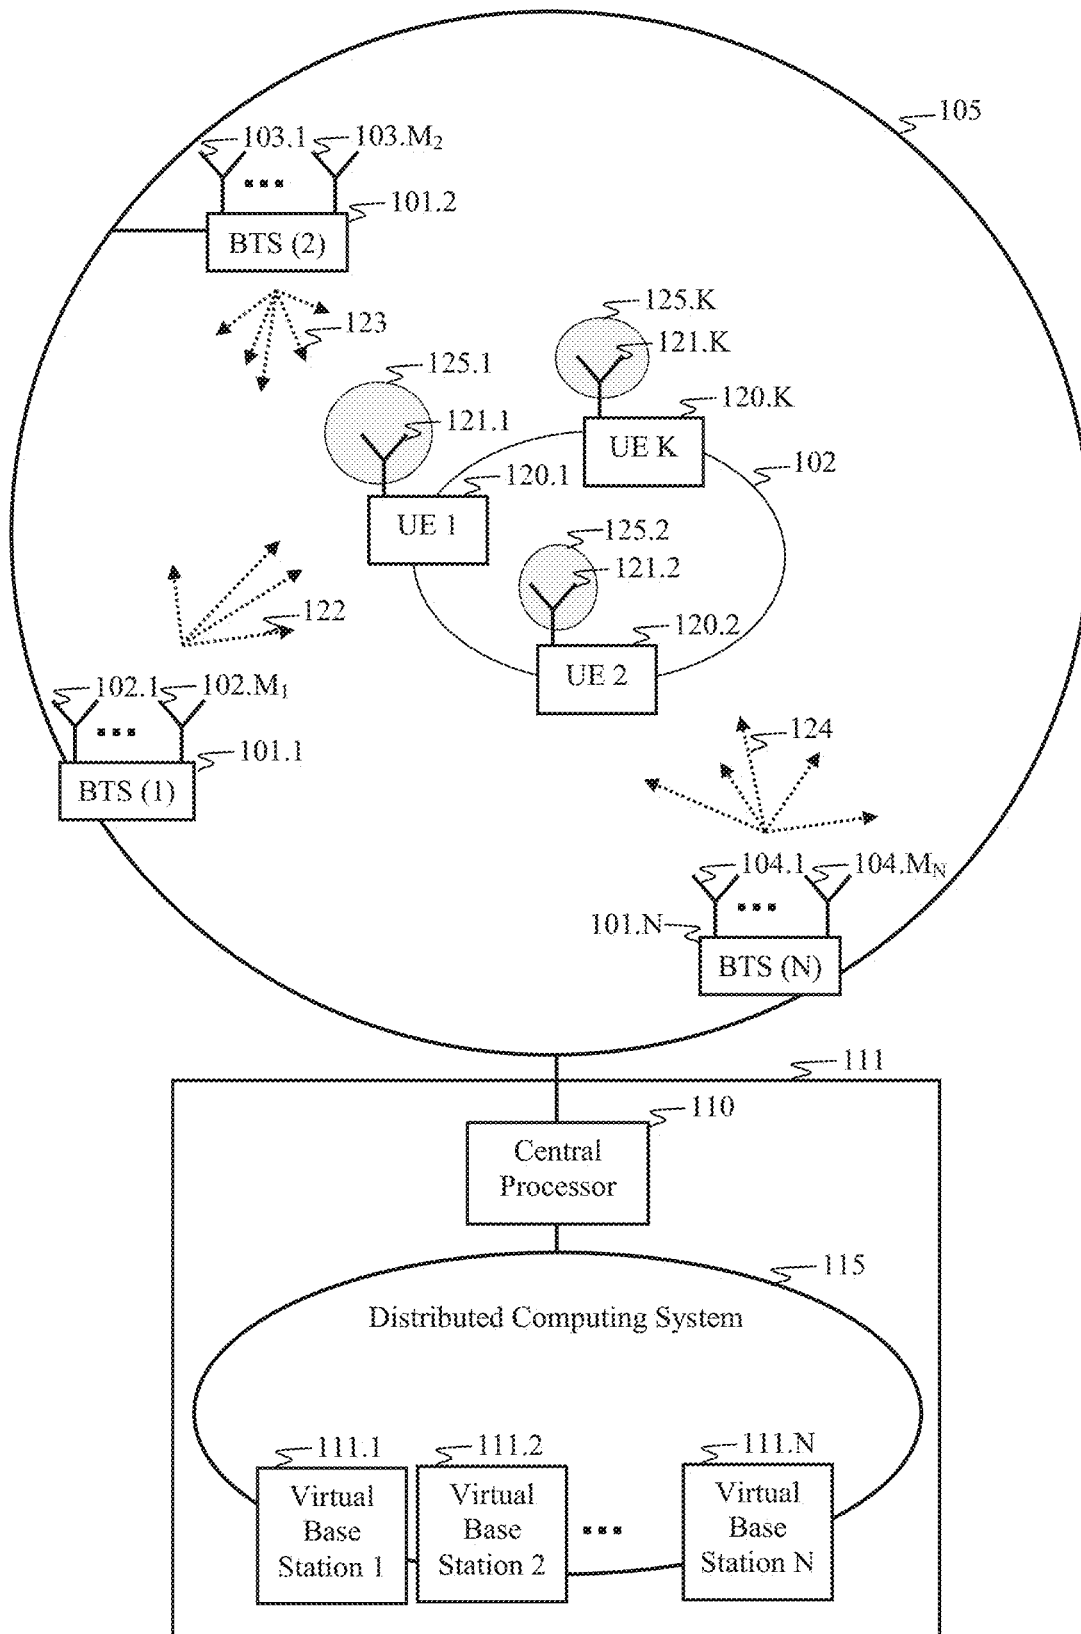 105
103.1 103.M₂
101.2
BTS (2)
123
125.K
121.K
125.1
121.1
120.K
UE K
102
120.1
UE 1
125.2
121.2
120.2
UE 2
122
102.1 102.M₁
101.1
BTS (1)
124
104.1 104.M_N
101.N
BTS (N)
111
110
Central
Processor
115
Distributed Computing System
111.1
Virtual
Base
Station 1
111.2
Virtual
Base
Station 2
111.N
Virtual
Base
Station N